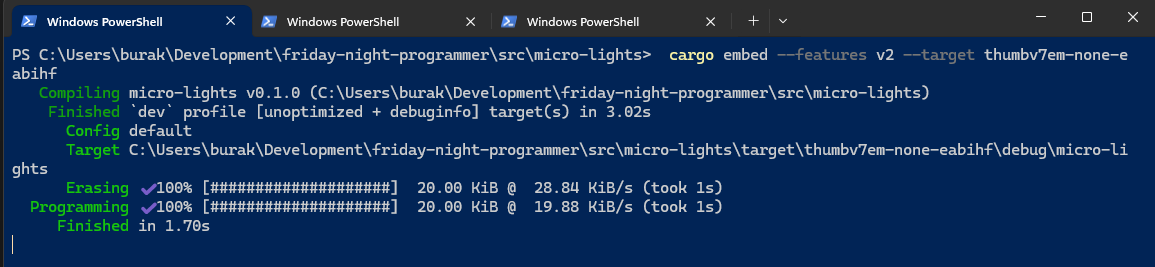 Windows PowerShell
Windows PowerShell
Windows PowerShell
PS C:\Users\burak\Development\friday-night-programmer\src\micro-lights>  cargo embed --features v2 --target thumbv7em-none-e
abihf
   Compiling micro-lights v0.1.0 (C:\Users\burak\Development\friday-night-programmer\src\micro-lights)
    Finished `dev` profile [unoptimized + debuginfo] target(s) in 3.02s
      Config default
      Target C:\Users\burak\Development\friday-night-programmer\src\micro-lights\target\thumbv7em-none-eabihf\debug\micro-li
ghts
      Erasing ✔100% [####################]  20.00 KiB @  28.84 KiB/s (took 1s)
  Programming ✔100% [####################]  20.00 KiB @  19.88 KiB/s (took 1s)
     Finished in 1.70s